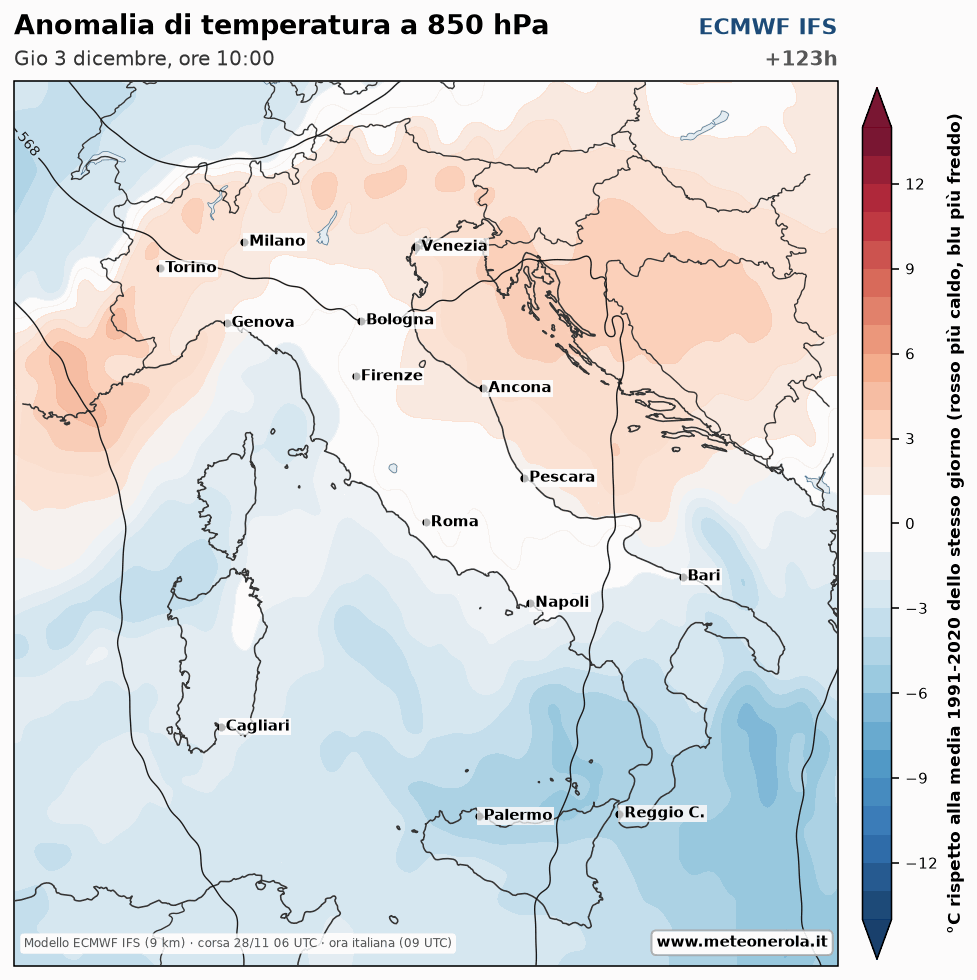 Anomalia di temperatura a 850 hPa
ECMWF IFS
Gio 3 dicembre, ore 10:00
+123h
568
Milano
Venezia
Torino
Genova
Bologna
Firenze
Ancona
Pescara
Roma
Bari
Napoli
Cagliari
Palermo
Reggio C.
12
9
6
3
0
−3
−6
−9
−12
°C rispetto alla media 1991-2020 dello stesso giorno (rosso più caldo, blu più freddo)
Modello ECMWF IFS (9 km) · corsa 28/11 06 UTC · ora italiana (09 UTC)
www.meteonerola.it